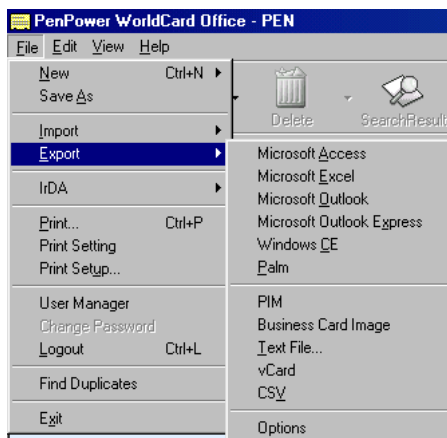 PenPower WorldCard Office - PEN
File Edit View Help
New Ctrl+N
Save As
Import
Export
IrDA
Print... Ctrl+P
Print Setting
Print Setup...
User Manager
Change Password
Logout Ctrl+L
Find Duplicates
Exit
Delete
SearchResult
Microsoft Access
Microsoft Excel
Microsoft Outlook
Microsoft Outlook Express
Windows CE
Palm
PIM
Business Card Image
Text File...
vCard
CSV
Options